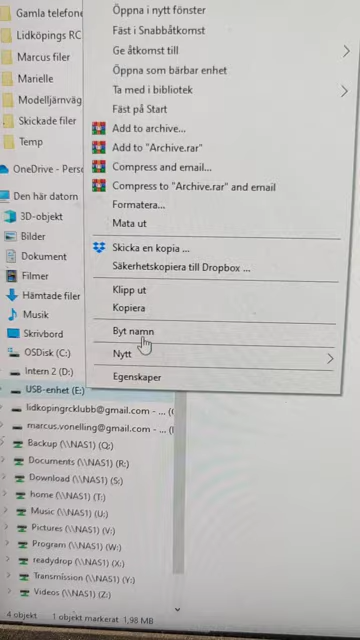 Gamla telefone
Lidköpings RC
Marcus filer
Marielle
Modelljärnväg
Skickade filer
Temp
OneDrive - Perso
Den här datorn
3D-objekt
Bilder
Dokument
Filmer
Hämtade filer
Musik
Skrivbord
OSDisk (C:)
Intern 2 (D:)
USB-enhet (E:)
lidkopingrcklubb@gmail.com - ... (G
marcus.vonelling@gmail.com - ... (
Backup (\\NAS1) (Q:)
Documents (\\NAS1) (R:)
Download (\\NAS1) (S:)
home (\\NAS1) (T:)
Music (\\NAS1) (U:)
Pictures (\\NAS1) (V:)
Program (\\NAS1) (W:)
readydrop (\\NAS1) (X:)
Transmission (\\NAS1) (Y:)
Videos (\\NAS1) (Z:)
4 objekt 1 objekt markerat 1,98 MB
Öppna i nytt fönster
Fäst i Snabbåtkomst
Ge åtkomst till
Öppna som bärbar enhet
Ta med i bibliotek
Fäst på Start
Add to archive...
Add to "Archive.rar"
Compress and email...
Compress to "Archive.rar" and email
Formatera...
Mata ut
Skicka en kopia ...
Säkerhetskopiera till Dropbox ...
Klipp ut
Kopiera
Byt namn
Nytt
Egenskaper